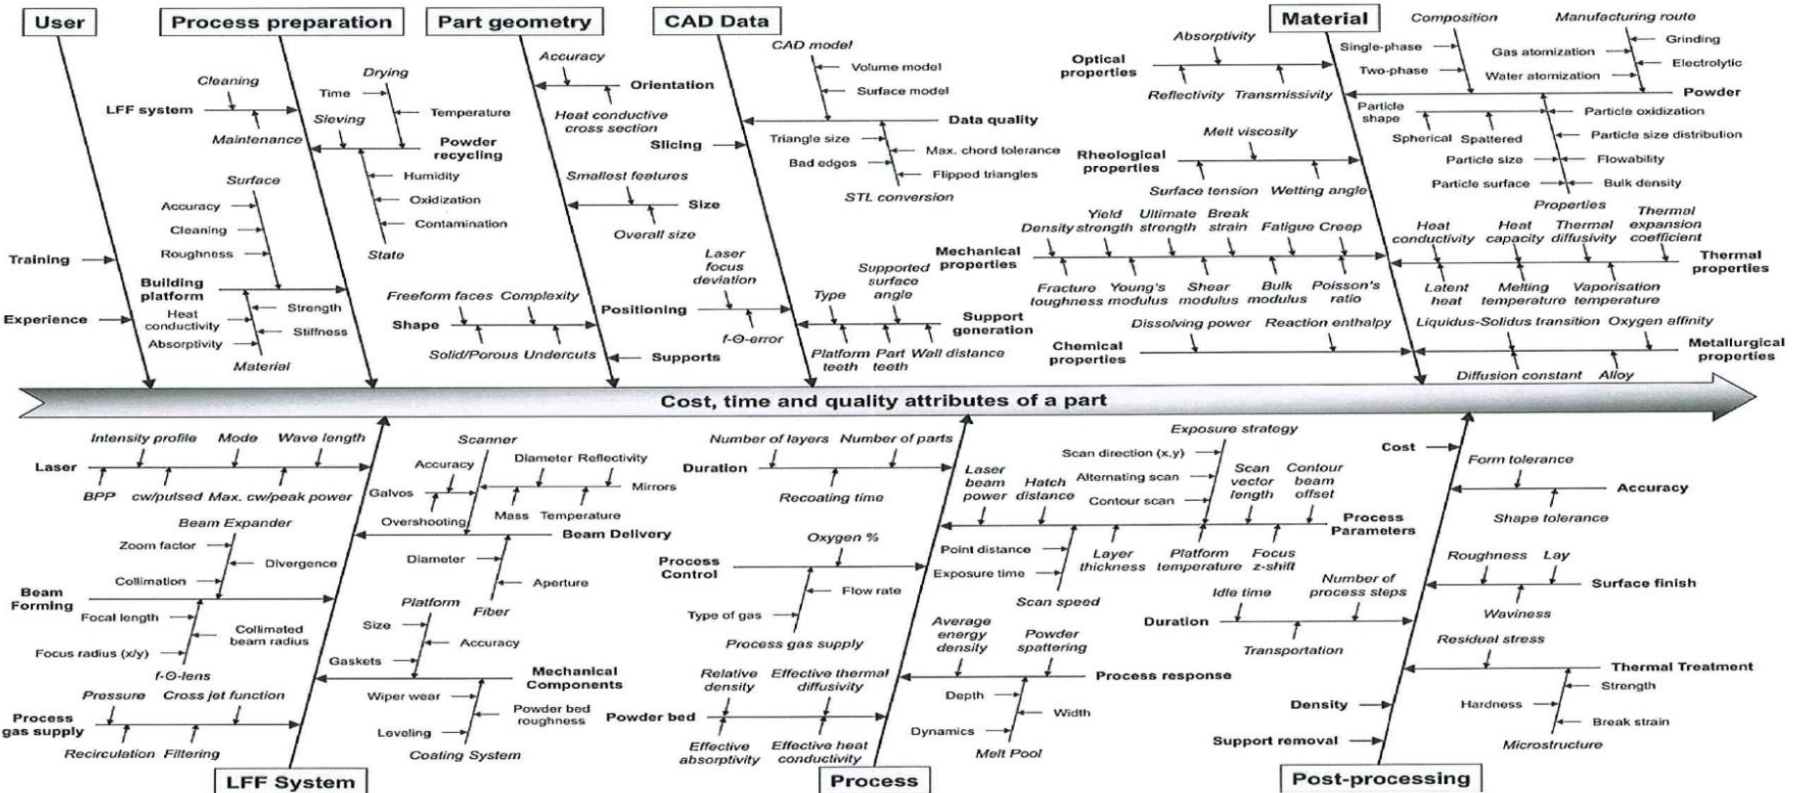 User
Process preparation
Part geometry
CAD Data
Material
Training
Experience
LFF system
Cleaning
Maintenance
Drying
Time
Temperature
Sieving
Powder
recycling
Humidity
Oxidization
Contamination
State
Surface
Accuracy
Cleaning
Roughness
Building
platform
Strength
Heat
conductivity
Stiffness
Absorptivity
Material
Accuracy
Orientation
Heat conductive
cross section
Smallest features
Size
Overall size
Freeform faces
Complexity
Shape
Solid/Porous
Undercuts
Supports
CAD model
Volume model
Surface model
Data quality
Triangle size
Max. chord tolerance
Bad edges
Flipped triangles
STL conversion
Slicing
Laser
focus
deviation
Positioning
f-Θ-error
Supported
surface
angle
Type
Support
generation
Platform
teeth
Part
teeth
Wall distance
Absorptivity
Optical
properties
Reflectivity
Transmissivity
Melt viscosity
Rheological
properties
Surface tension
Wetting angle
Density
Yield
strength
Ultimate
strength
Break
strain
Fatigue
Creep
Mechanical
properties
Fracture
toughness
Young's
modulus
Shear
modulus
Bulk
modulus
Poisson's
ratio
Dissolving power
Reaction enthalpy
Chemical
properties
Composition
Single-phase
Two-phase
Manufacturing route
Grinding
Gas atomization
Electrolytic
Water atomization
Powder
Particle
shape
Spherical
Spattered
Particle oxidization
Particle size distribution
Particle size
Flowability
Particle surface
Bulk density
Properties
Heat
conductivity
Heat
capacity
Thermal
diffusivity
Thermal
expansion
coefficient
Thermal
properties
Latent
heat
Melting
temperature
Vaporisation
temperature
Liquidus-Solidus transition
Oxygen affinity
Metallurgical
properties
Diffusion constant
Alloy
Cost, time and quality attributes of a part
Intensity profile
Mode
Wave length
Laser
BPP
cw/pulsed
Max. cw/peak power
Beam Expander
Zoom factor
Divergence
Collimation
Beam
Forming
Focal length
Collimated
beam radius
Focus radius (x/y)
f-Θ-lens
Pressure
Cross jet function
Process
gas supply
Recirculation
Filtering
Scanner
Accuracy
Diameter
Reflectivity
Galvos
Mirrors
Overshooting
Mass
Temperature
Beam Delivery
Diameter
Aperture
Fiber
Platform
Size
Accuracy
Gaskets
Mechanical
Components
Wiper wear
Powder bed
roughness
Leveling
Coating System
LFF System
Number of layers
Number of parts
Duration
Recoating time
Oxygen %
Process
Control
Flow rate
Type of gas
Process gas supply
Relative
density
Effective thermal
diffusivity
Powder bed
Effective
absorptivity
Effective heat
conductivity
Exposure strategy
Scan direction (x,y)
Alternating scan
Contour scan
Laser
beam
power
Hatch
distance
Scan
vector
length
Contour
beam
offset
Process
Parameters
Point distance
Exposure time
Scan speed
Layer
thickness
Platform
temperature
Focus
z-shift
Average
energy
density
Powder
spattering
Process response
Depth
Width
Dynamics
Melt Pool
Process
Cost
Form tolerance
Accuracy
Shape tolerance
Roughness
Lay
Surface finish
Waviness
Idle time
Number of
process steps
Duration
Transportation
Residual stress
Thermal Treatment
Strength
Hardness
Break strain
Microstructure
Density
Support removal
Post-processing